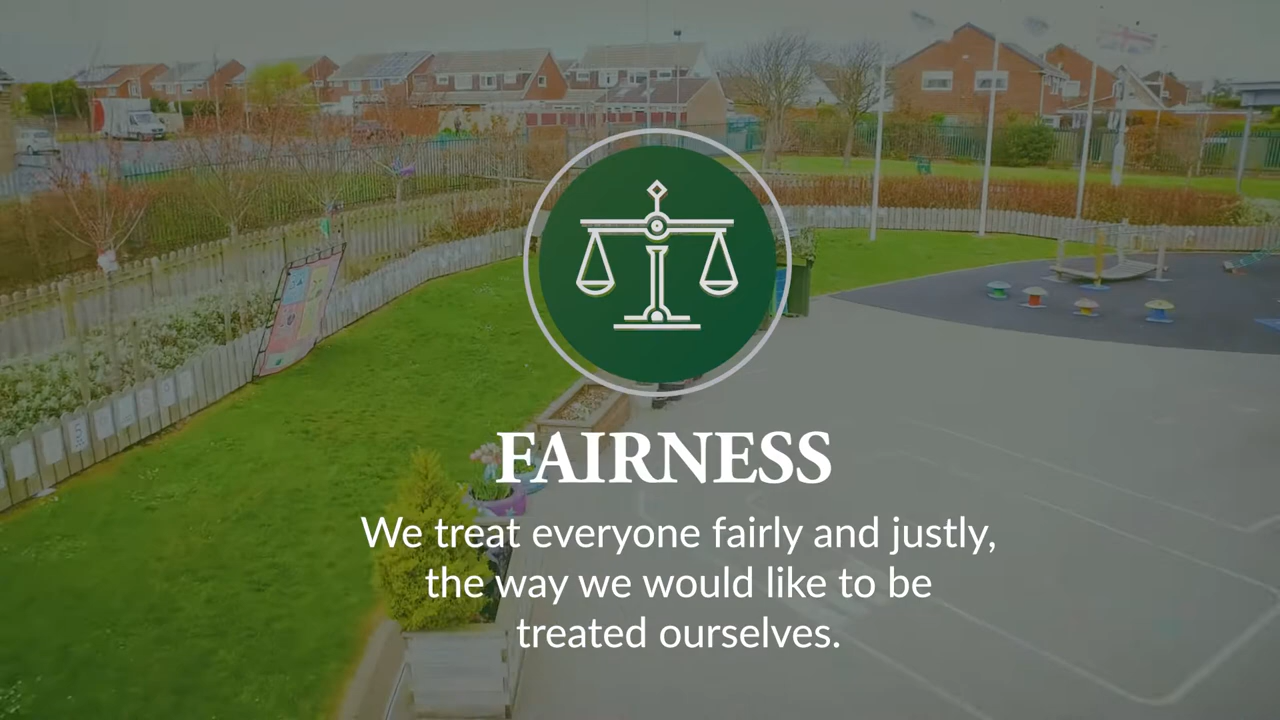 FAIRNESS
We treat everyone fairly and justly,
the way we would like to be
treated ourselves.